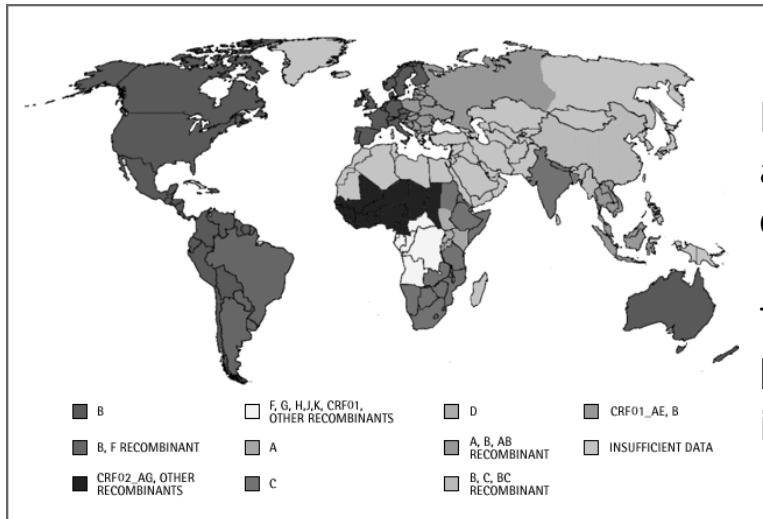 B
B, F RECOMBINANT
CRF02_AG, OTHER
RECOMBINANTS
F, G, H,J,K, CRF01,
OTHER RECOMBINANTS
A
C
D
A, B, AB
RECOMBINANT
B, C, BC
RECOMBINANT
CRF01_AE, B
INSUFFICIENT DATA